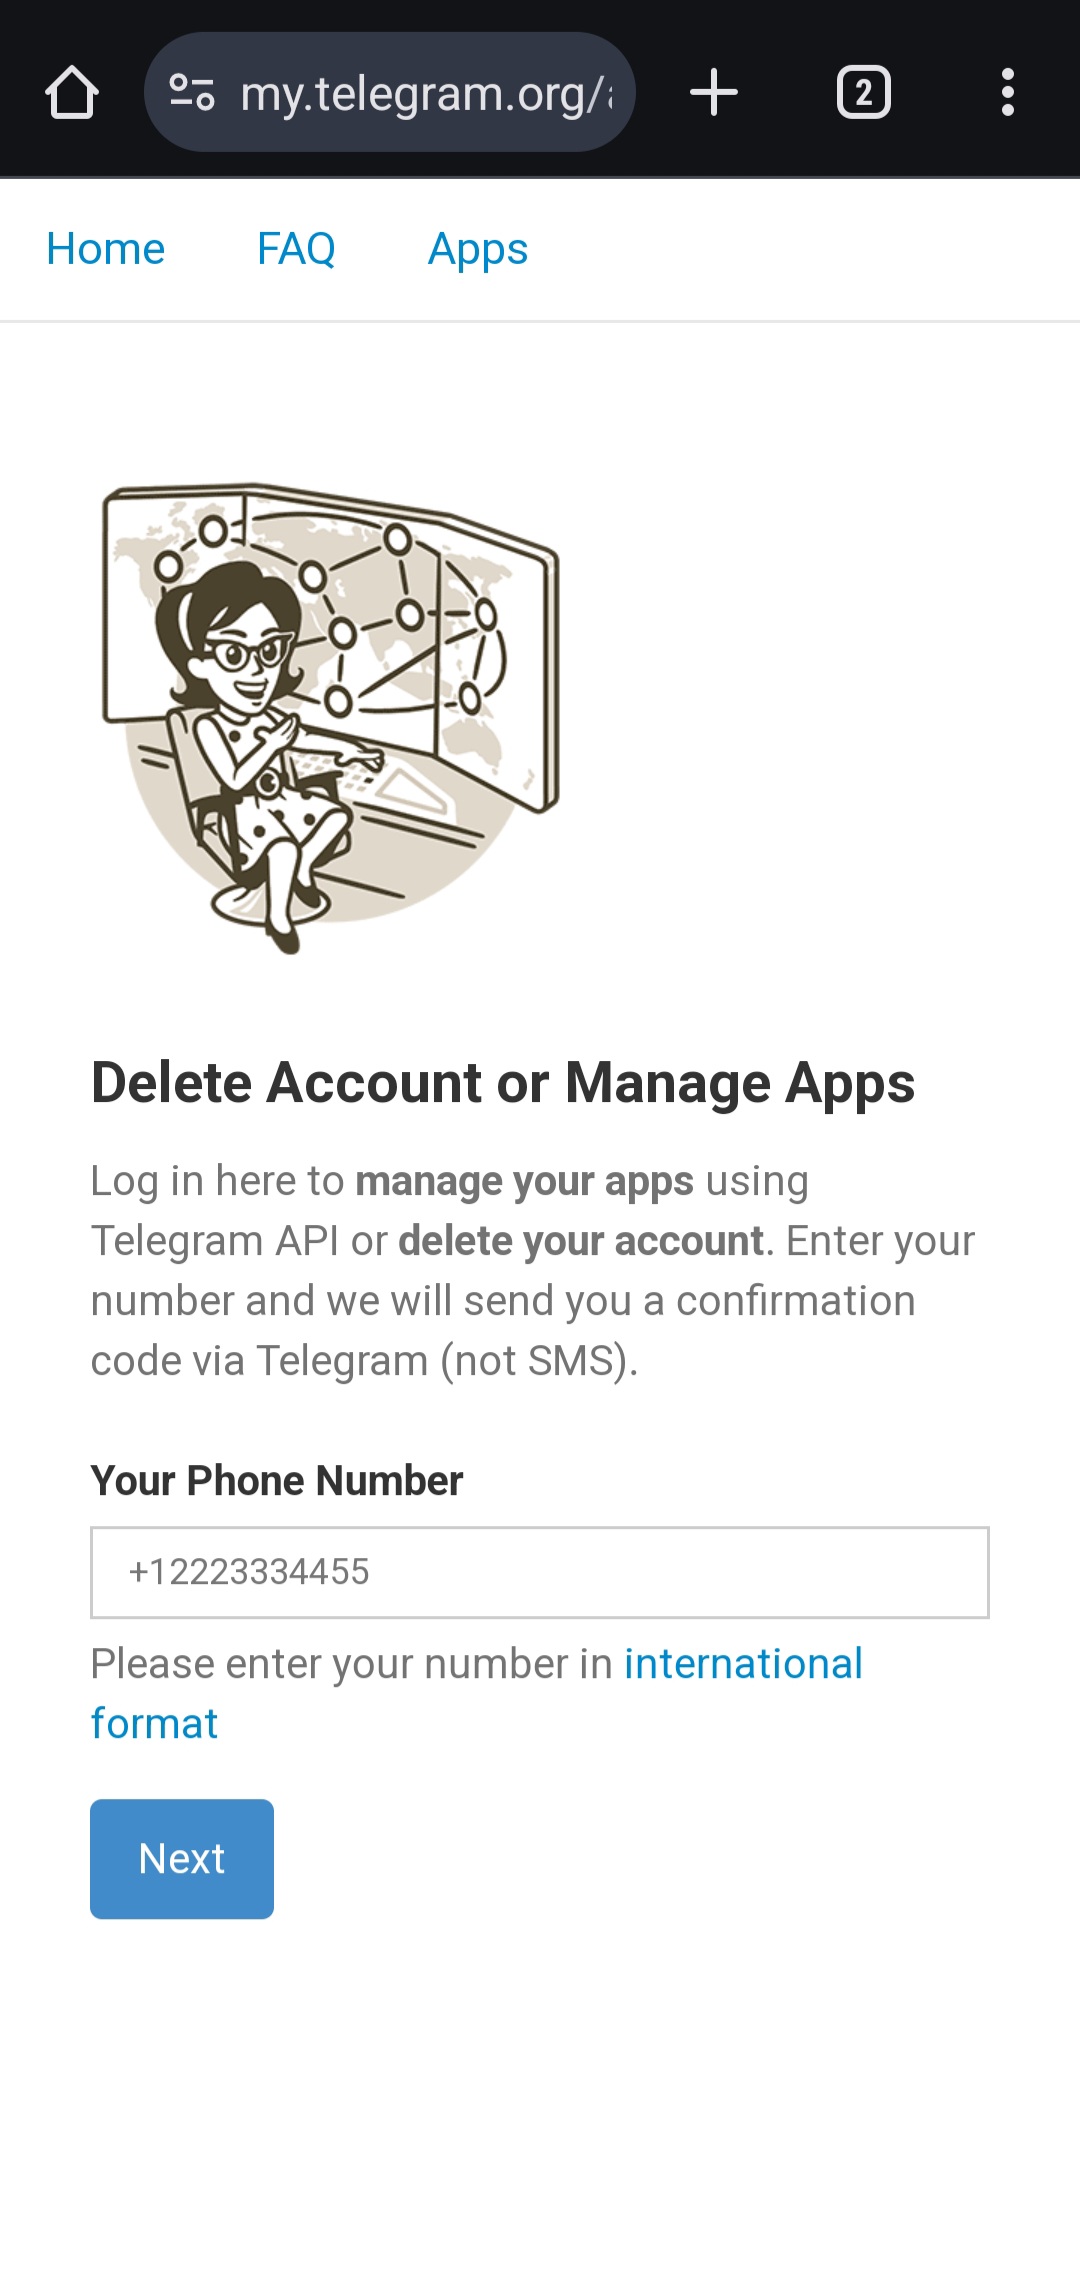 my.telegram.org/
2
Home FAQ Apps
Delete Account or Manage Apps
Log in here to manage your apps using
Telegram API or delete your account. Enter your
number and we will send you a confirmation
code via Telegram (not SMS).
Your Phone Number
+12223334455
Please enter your number in international
format
Next